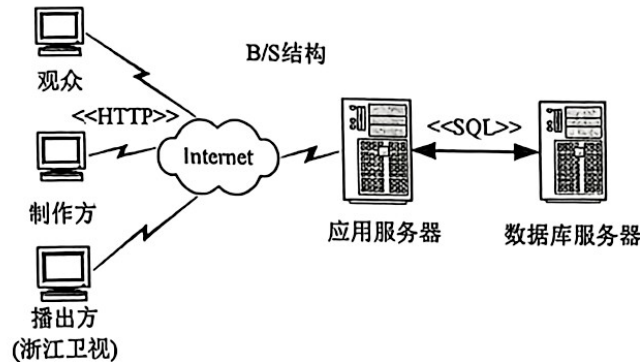 B/S结构
观众
<<HTTP>>
Internet
<<SQL>>
制作方
应用服务器
数据库服务器
播出方
(浙江卫视)